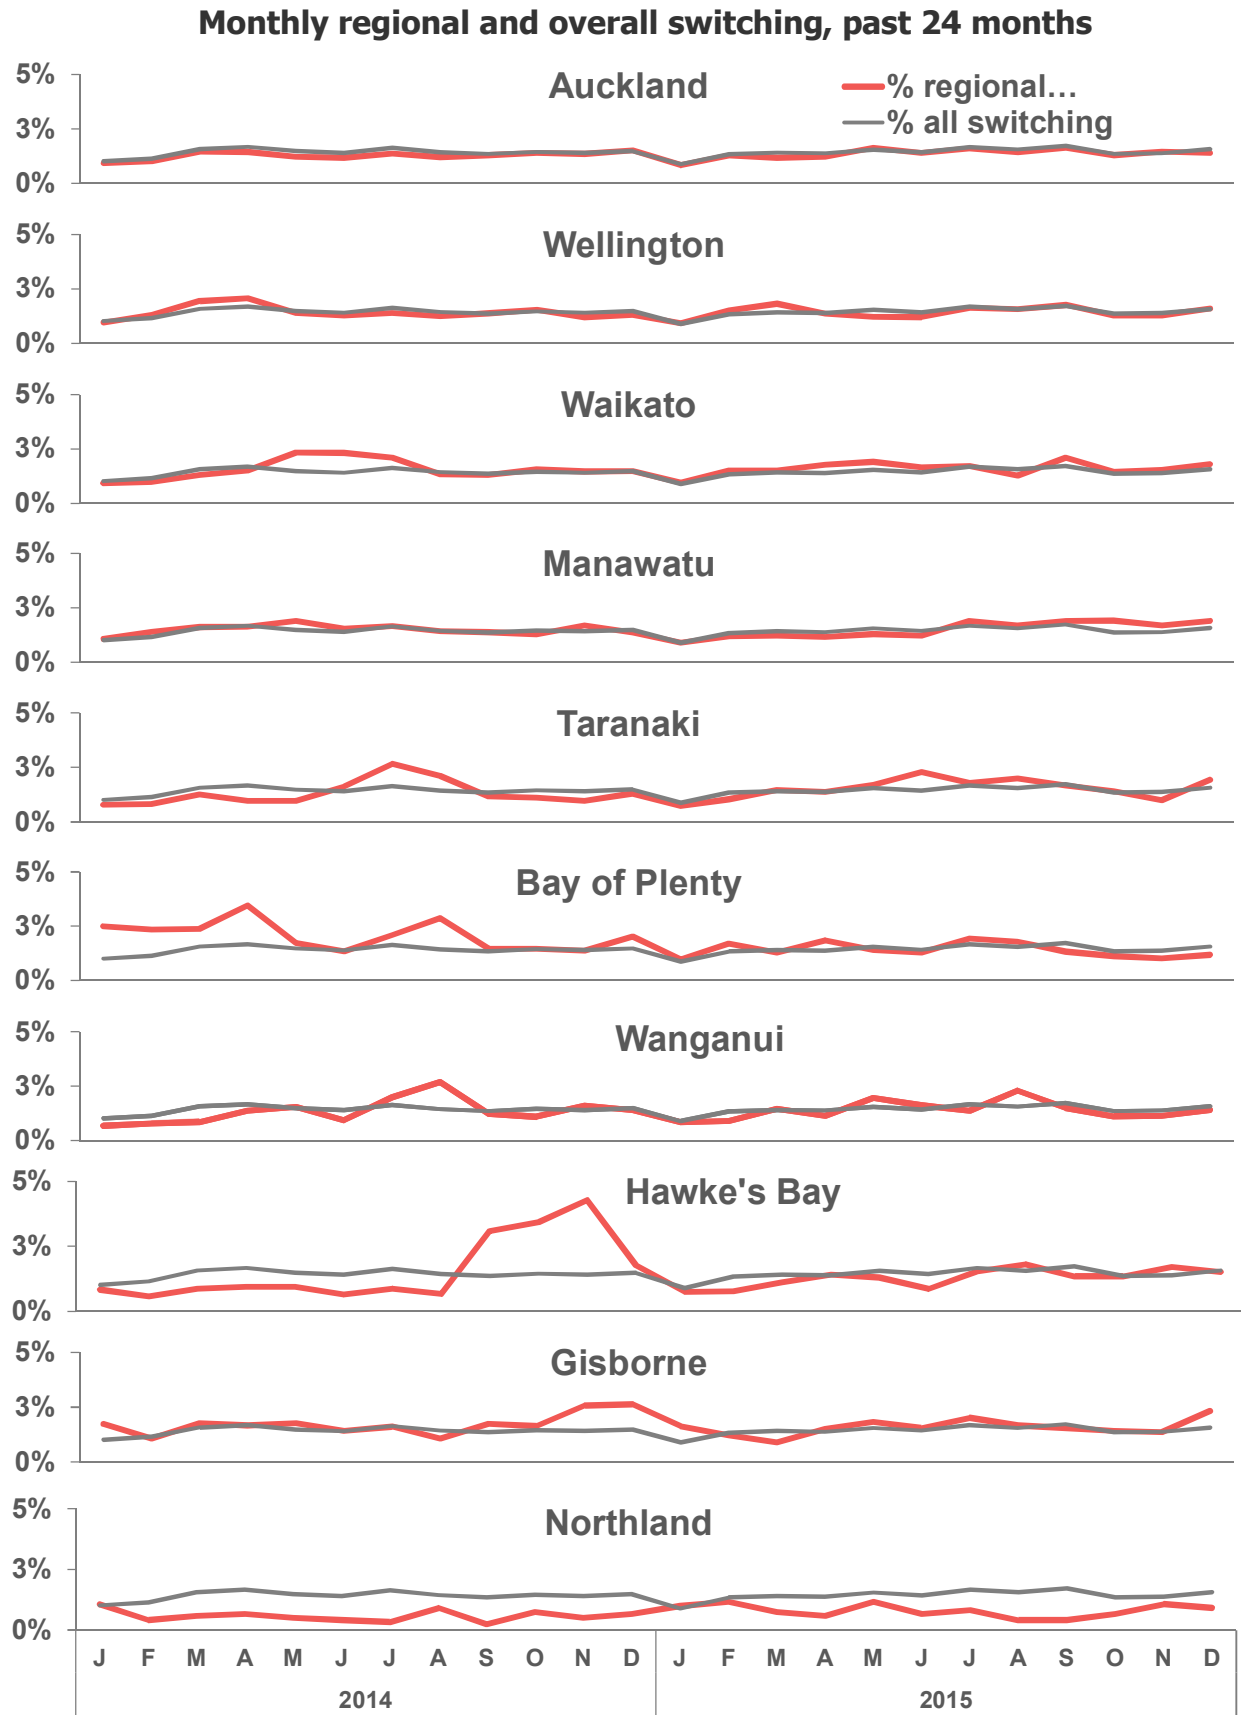 Monthly regional and overall switching, past 24 months
5%
Auckland
% regional…
3%
% all switching
0%
5%
Wellington
3%
0%
5%
Waikato
3%
0%
5%
Manawatu
3%
0%
5%
Taranaki
3%
0%
5%
Bay of Plenty
3%
0%
5%
Wanganui
3%
0%
5%
Hawke's Bay
3%
0%
5%
Gisborne
3%
0%
5%
Northland
3%
0%
J F M A M J J A S O N D J F M A M J J A S O N D
2014 2015